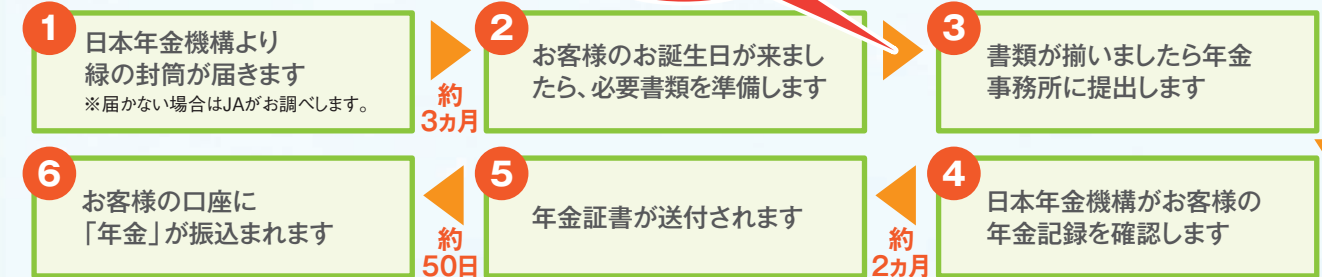 1
日本年金機構より
緑の封筒が届きます
※届かない場合はJAがお調べします。
約
3ヵ月
2
お客様のお誕生日が来まし
たら、必要書類を準備します
3
書類が揃いましたら年金
事務所に提出します
4
日本年金機構がお客様の
年金記録を確認します
約
2ヵ月
5
年金証書が送付されます
約
50日
6
お客様の口座に
「年金」が振込まれます